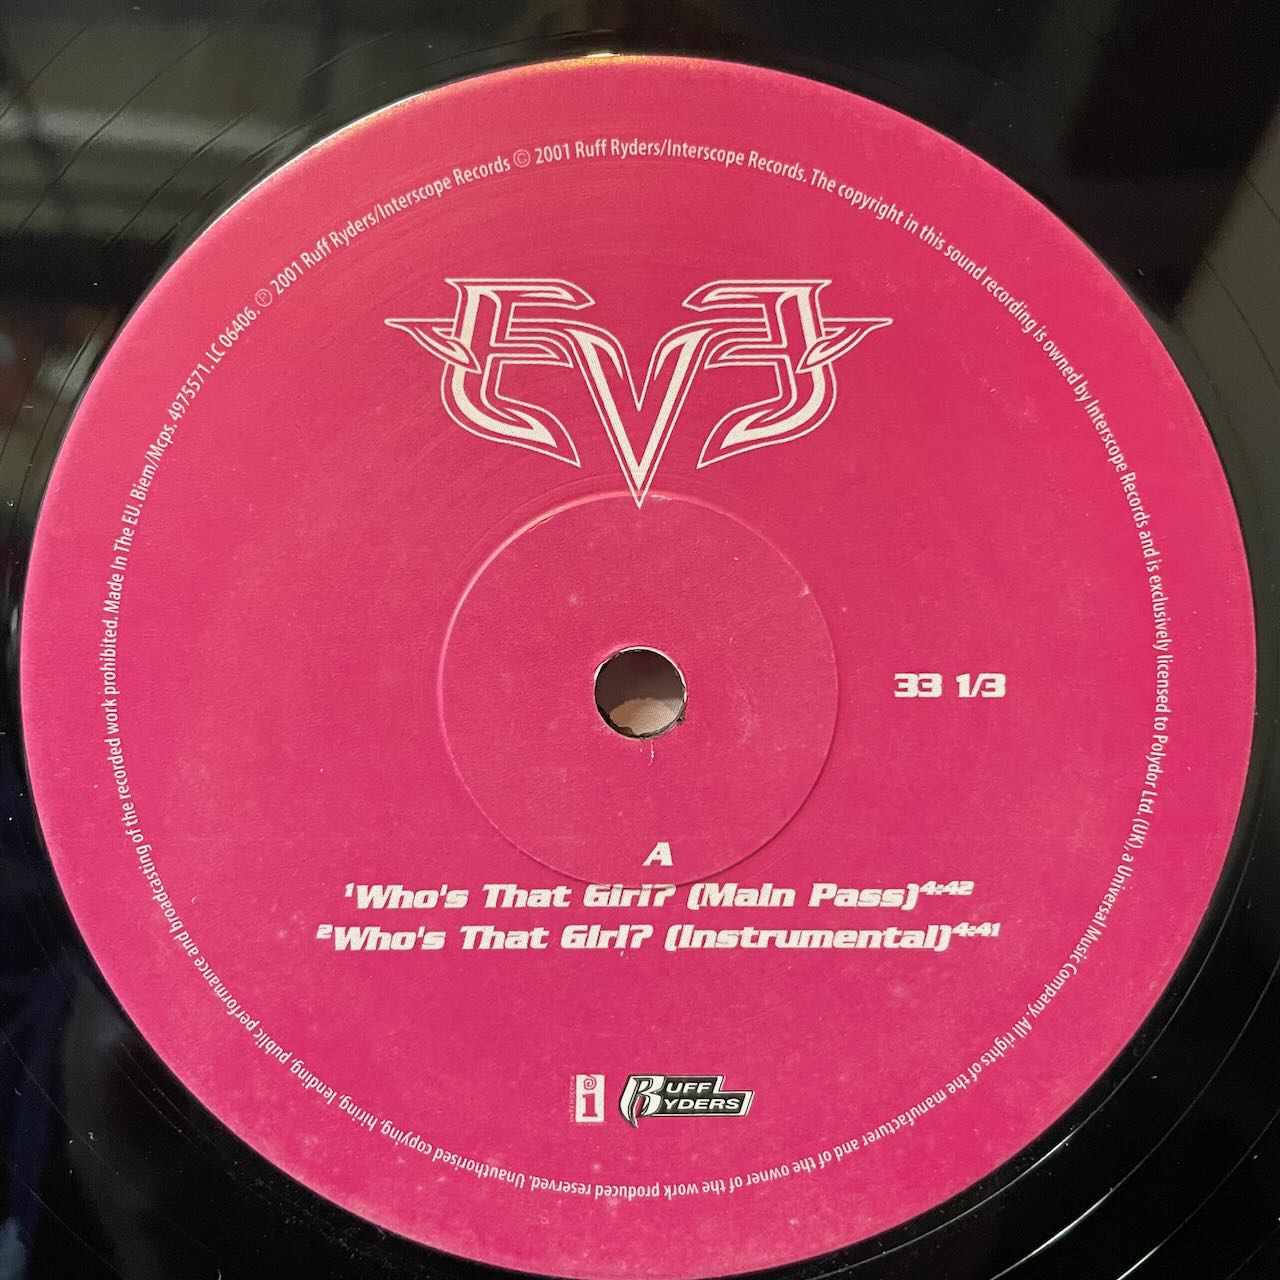 EVE
33 1/3
A
1Who's That Girl? (Main Pass)4:42
2Who's That Girl? (Instrumental)4:41
INTERSCOPE
i
RUFF RYDERS
℗ 2001 Ruff Ryders/Interscope Records © 2001 Ruff Ryders/Interscope Records. The copyright in this sound recording is owned by Interscope Records and is exclusively licensed to Polydor Ltd. (UK), a Universal Music Company. All rights of the manufacturer and of the owner of the work produced reserved. Unauthorised copying, hiring, lending, public performance and broadcasting of the recorded work prohibited. Made In The EU. Biem/Mcps. 4975571. LC 06406.